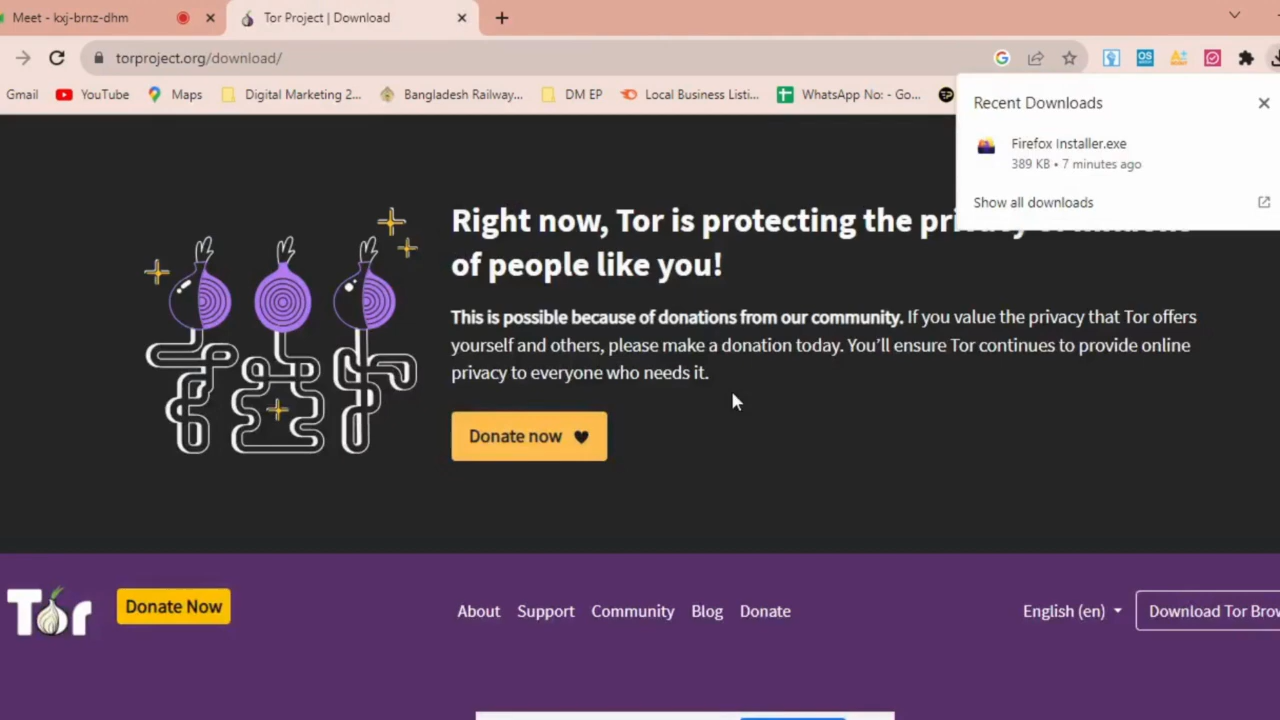 Meet - kxj-brnz-dhm
Tor Project | Download
torproject.org/download/
Gmail
YouTube
Maps
Digital Marketing 2...
Bangladesh Railway...
DM EP
Local Business Listi...
WhatsApp No: - Go...
OS
Recent Downloads
Firefox Installer.exe
389 KB • 7 minutes ago
Show all downloads
Right now, Tor is protecting the
of people like you!
This is possible because of donations from our community. If you value the privacy that Tor offers
yourself and others, please make a donation today. You’ll ensure Tor continues to provide online
privacy to everyone who needs it.
Donate now
Tor
Donate Now
About
Support
Community
Blog
Donate
English (en)
Download Tor Brow